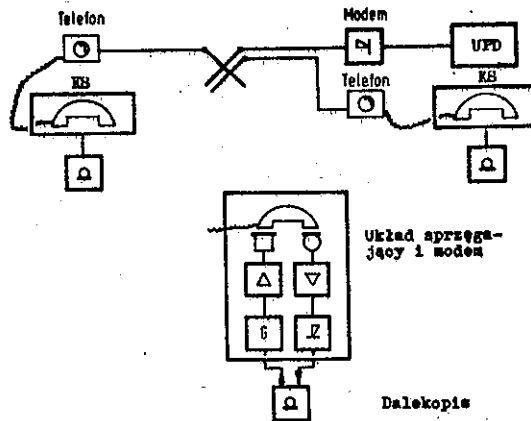 Telefon
Modem
UPD
KS
Telefon
KS
Układ sprzęga-
jący i modem
G
Dalekopis